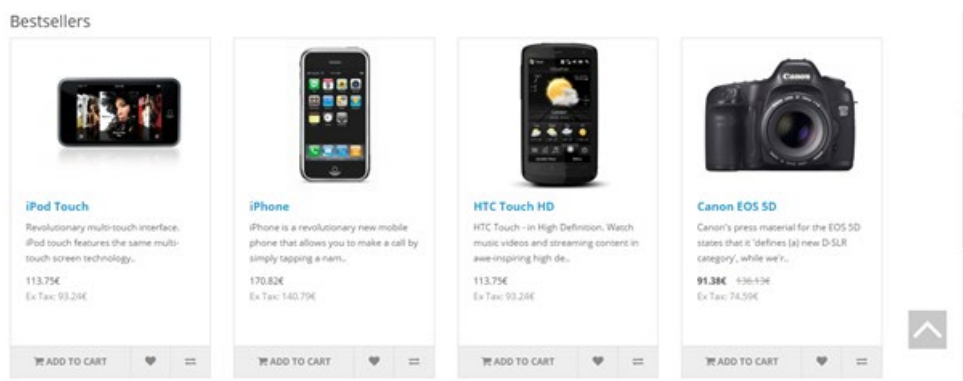 Bestsellers
iPod Touch
Revolutionary multi-touch interface.
iPod touch features the same multi-
touch screen technology..
113.75€
Ex Tax: 93.24€
ADD TO CART
iPhone
iPhone is a revolutionary new mobile
phone that allows you to make a call by
simply tapping a nam..
170.82€
Ex Tax: 140.79€
ADD TO CART
HTC Touch HD
HTC Touch - in High Definition. Watch
music videos and streaming content in
awe-inspiring high de..
113.75€
Ex Tax: 93.24€
ADD TO CART
Canon
Canon EOS 5D
Canon's press material for the EOS 5D
states that it 'defines (a) new D-SLR
category', while we'r..
91.38€ 136.13€
Ex Tax: 74.59€
ADD TO CART